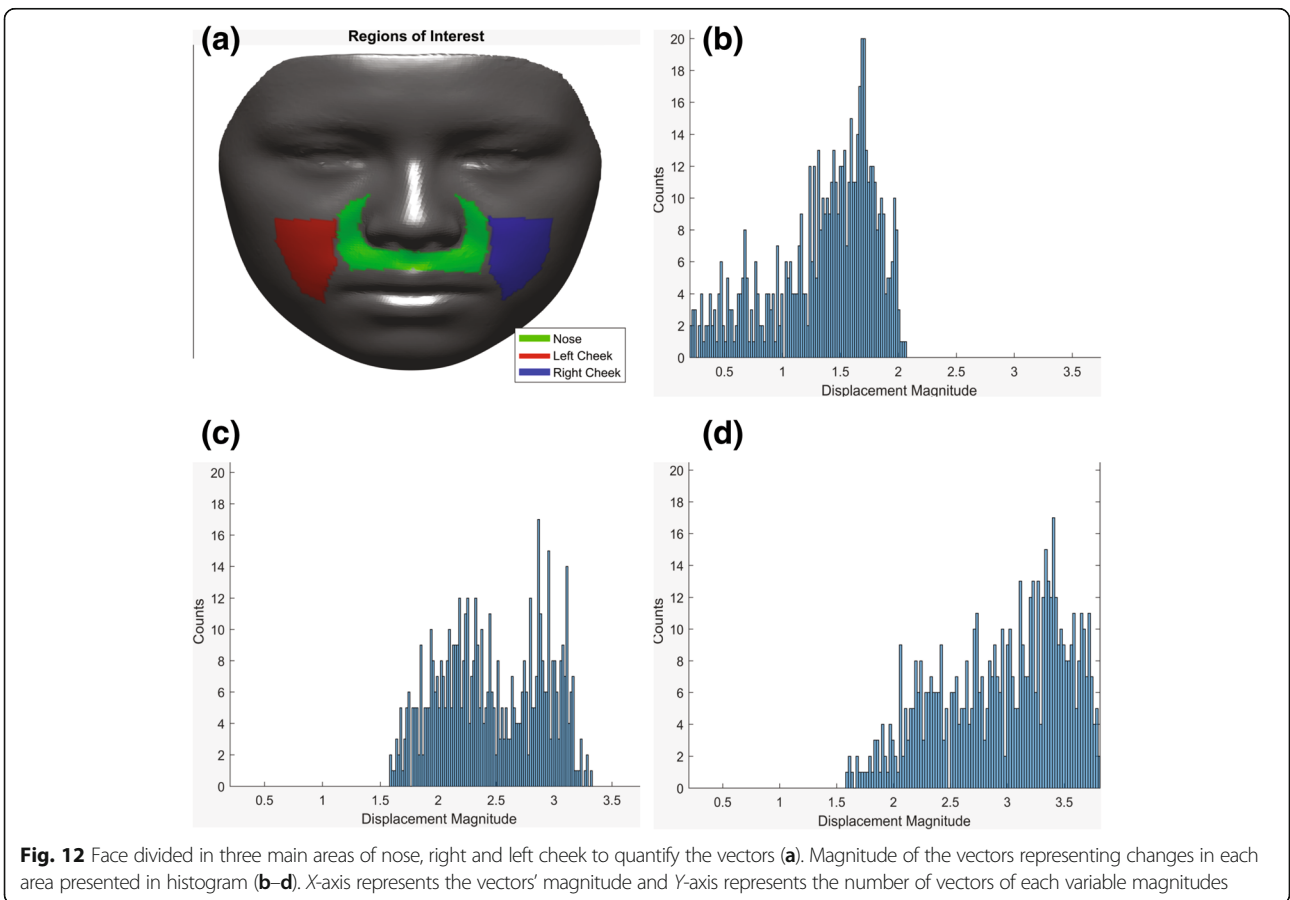 (a)
Regions of Interest
Nose
Left Cheek
Right Cheek
(b)
20
18
16
14
12
10
8
6
4
2
0
Counts
0.5 1 1.5 2 2.5 3 3.5
Displacement Magnitude
(c)
20
18
16
14
12
10
8
6
4
2
0
Counts
0.5 1 1.5 2 2.5 3 3.5
Displacement Magnitude
(d)
20
18
16
14
12
10
8
6
4
2
0
Counts
0.5 1 1.5 2 2.5 3 3.5
Displacement Magnitude
Fig. 12 Face divided in three main areas of nose, right and left cheek to quantify the vectors (a). Magnitude of the vectors representing changes in each
area presented in histogram (b–d). X-axis represents the vectors’ magnitude and Y-axis represents the number of vectors of each variable magnitudes